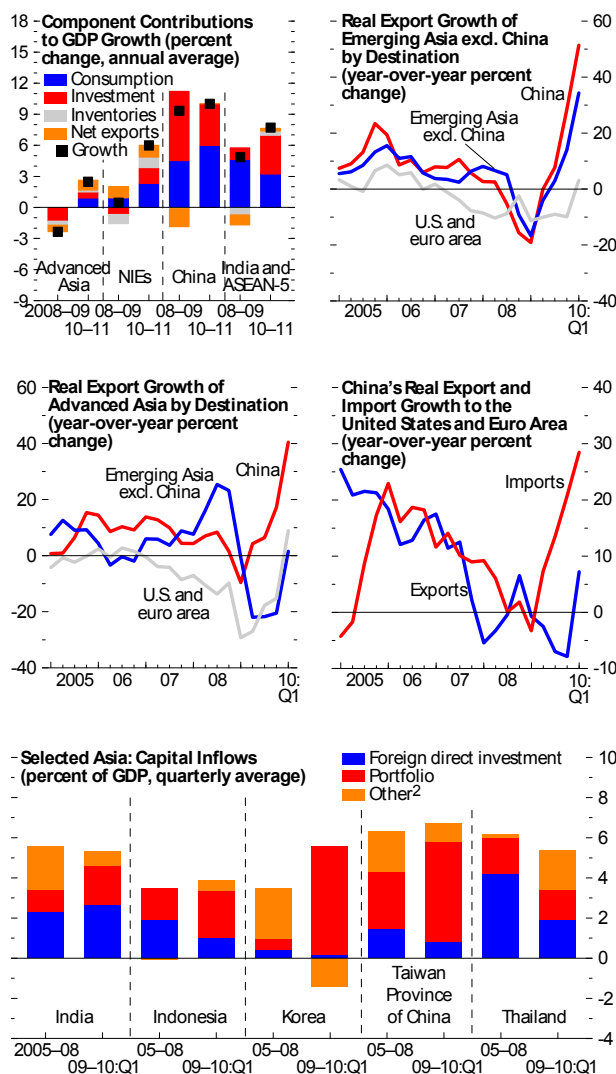 Component Contributions
to GDP Growth (percent
change, annual average)
Consumption
Investment
Inventories
Net exports
Growth
18
15
12
9
6
3
0
-3
-6
-9
Advanced
Asia
NIEs
China
India and
ASEAN-5
2008–09
10–11
08–09
10–11
08–09
10–11
08–09
10–11
Real Export Growth of
Emerging Asia excl. China
by Destination
(year-over-year percent
change)
China
Emerging Asia
excl. China
U.S. and
euro area
60
40
20
0
-20
-40
2005
06
07
08
10:
Q1
Real Export Growth of
Advanced Asia by Destination
(year-over-year percent
change)
Emerging Asia
excl. China
China
U.S. and
euro area
60
40
20
0
-20
-40
2005
06
07
08
10:
Q1
China's Real Export and
Import Growth to the
United States and Euro Area
(year-over-year percent
change)
Imports
Exports
40
30
20
10
0
-10
2005
06
07
08
10:
Q1
Selected Asia: Capital Inflows
(percent of GDP, quarterly average)
Foreign direct investment
Portfolio
Other2
10
8
6
4
2
0
-2
-4
India
Indonesia
Korea
Taiwan
Province
of China
Thailand
2005–08
09–10:Q1
05–08
09–10:Q1
05–08
09–10:Q1
05–08
09–10:Q1
05–08
09–10:Q1